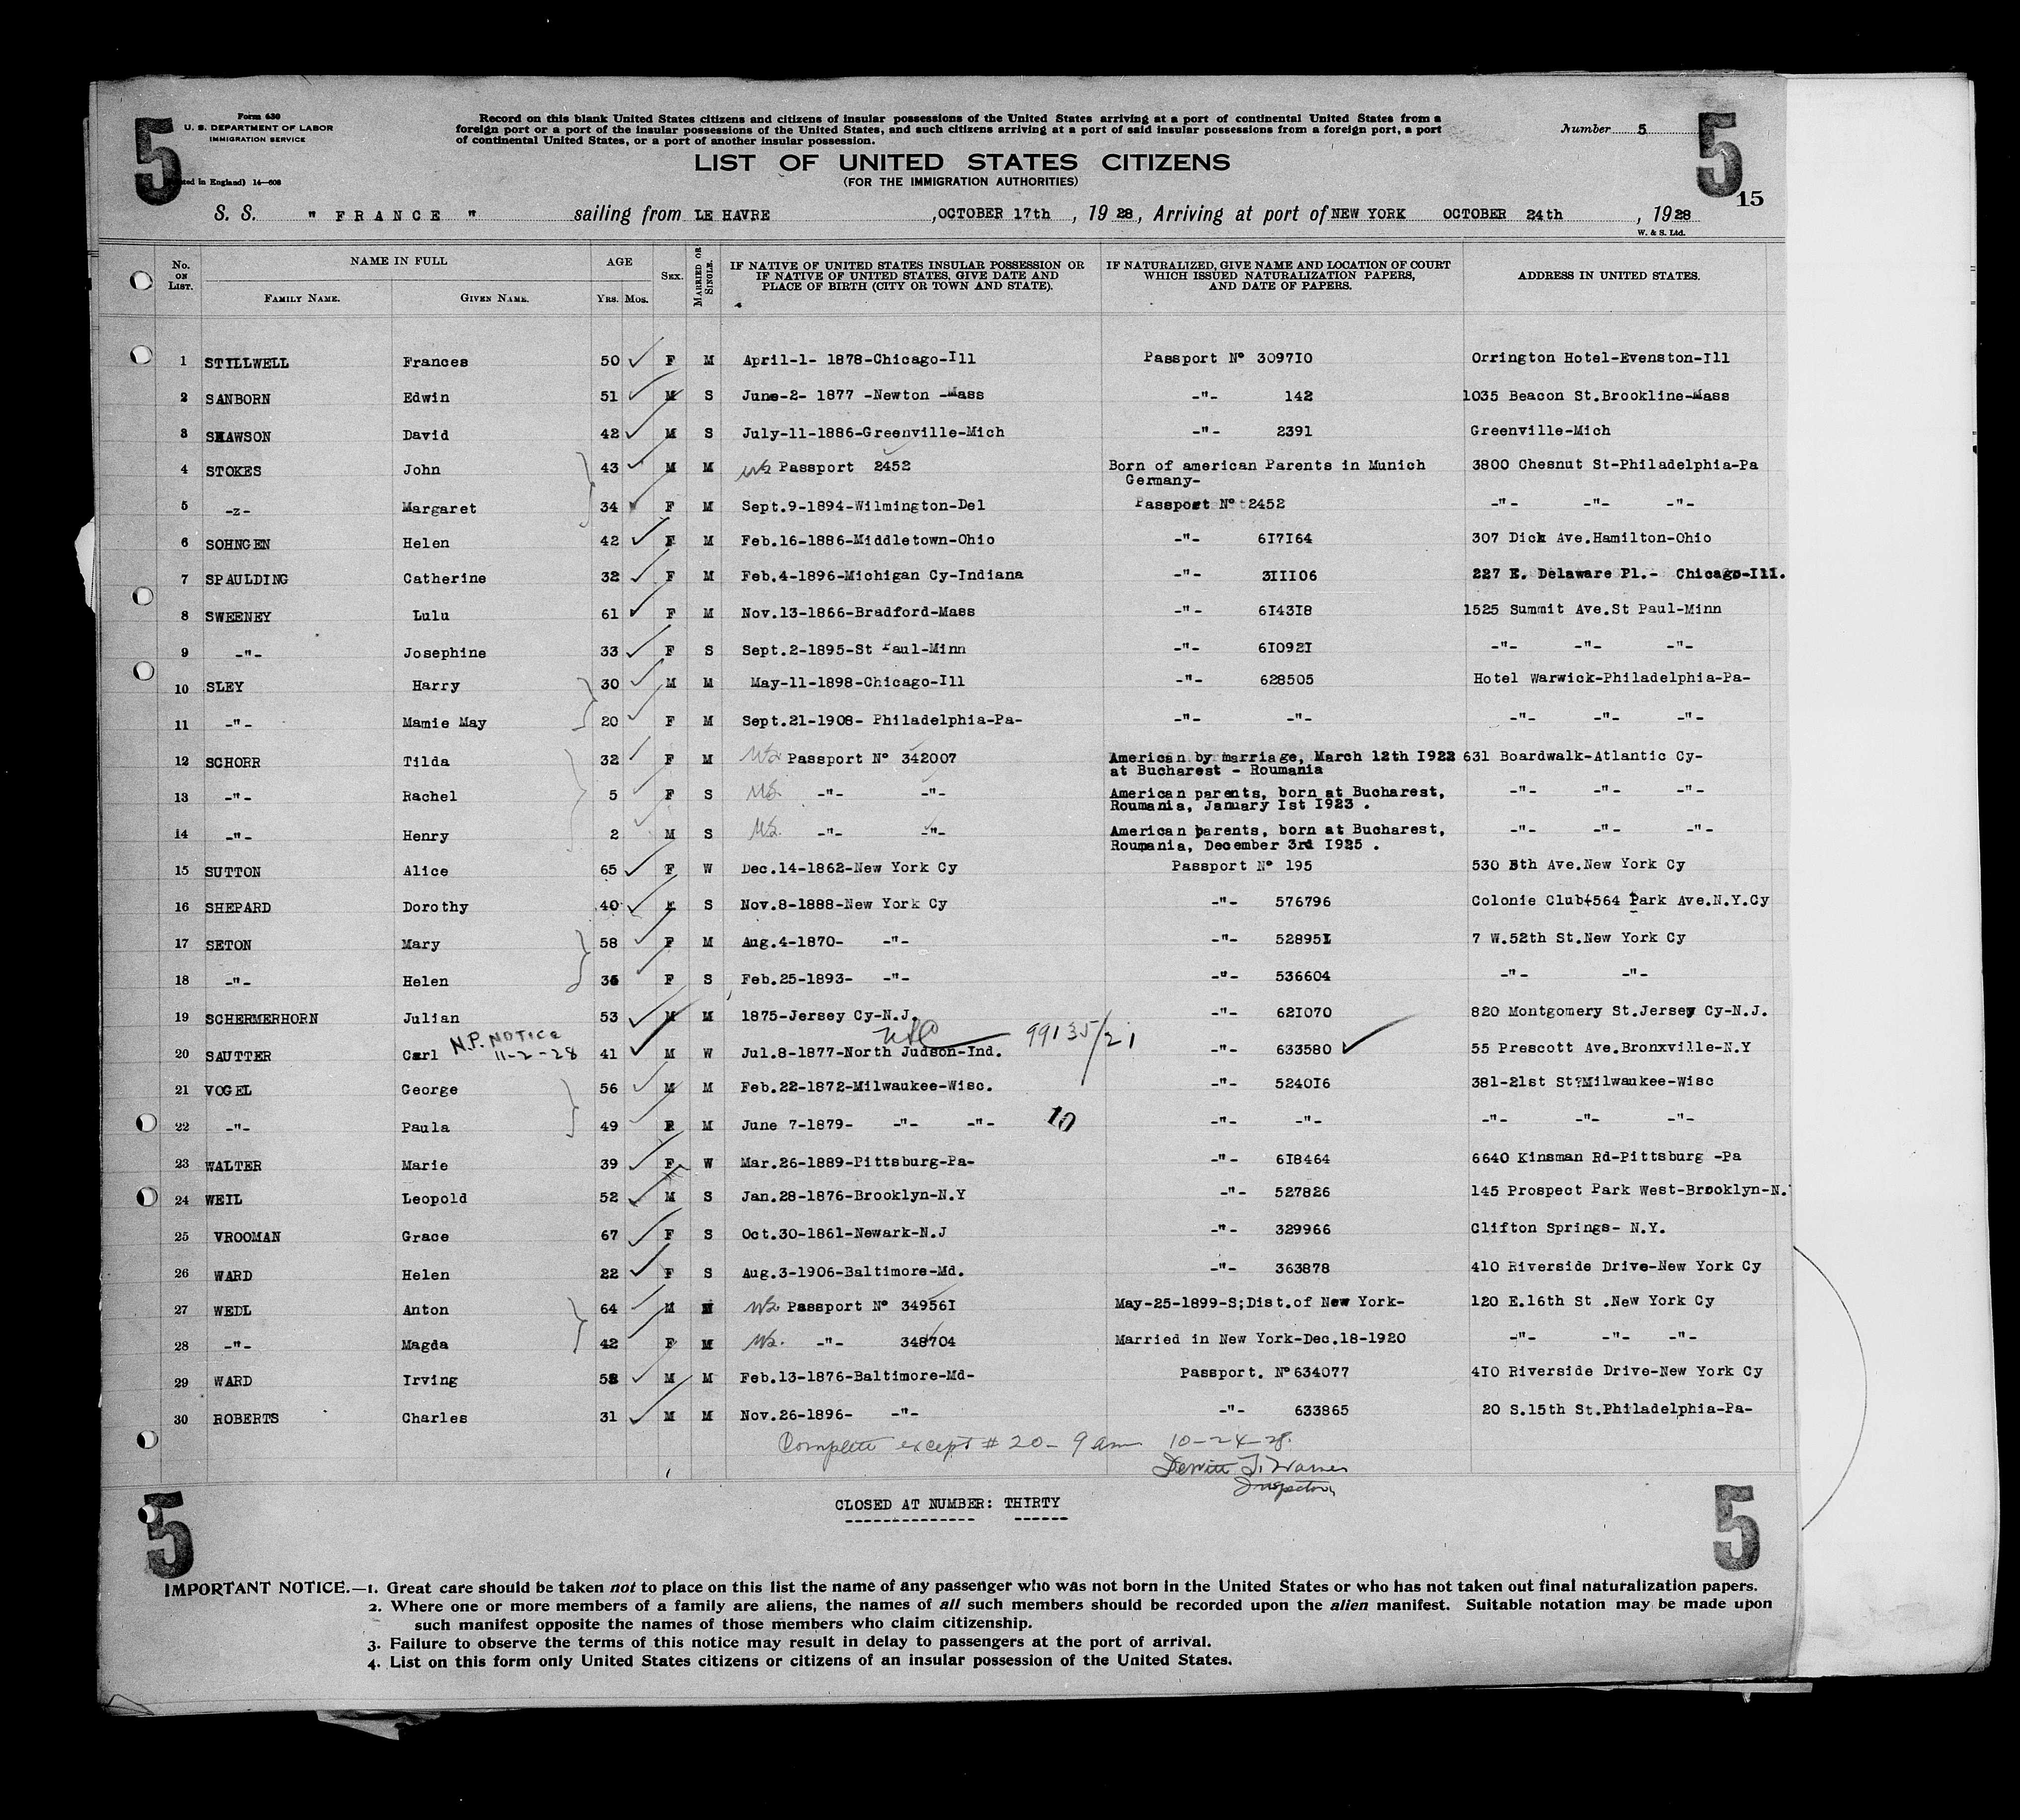 5
Form 630
U. S. DEPARTMENT OF LABOR
IMMIGRATION SERVICE
ted in England) 14—608
Record on this blank United States citizens and citizens of insular possessions of the United States arriving at a port of continental United States from a
foreign port or a port of the insular possessions of the United States, and such citizens arriving at a port of said insular possessions from a foreign port, a port
of continental United States, or a port of another insular possession.
Number 5
5
15
LIST OF UNITED STATES CITIZENS
(FOR THE IMMIGRATION AUTHORITIES)
S. S. " FRANCE " sailing from LE HAVRE , OCTOBER 17th , 1928, Arriving at port of NEW YORK OCTOBER 24th , 1928
W. & S. Ltd.
No. ON LIST. NAME IN FULL AGE SEX. MARRIED OR SINGLE. IF NATIVE OF UNITED STATES INSULAR POSSESSION OR IF NATIVE OF UNITED STATES, GIVE DATE AND PLACE OF BIRTH (CITY OR TOWN AND STATE). IF NATURALIZED, GIVE NAME AND LOCATION OF COURT WHICH ISSUED NATURALIZATION PAPERS, AND DATE OF PAPERS. ADDRESS IN UNITED STATES.
FAMILY NAME. GIVEN NAME. YRS. MOS.
1 STILLWELL Frances 50 F M April-1- 1878-Chicago-Ill Passport Nº 3097I0 Orrington Hotel-Evenston-Ill
2 SANBORN Edwin 51 M S June-2- 1877 -Newton -Mass -"- 142 1035 Beacon St.Brookline-Mass
3 SHAWSON David 42 M S July-11-1886-Greenville-Mich -"- 2391 Greenville-Mich
4 STOKES John 43 M M Passport 2452 Born of american Parents in Munich 3800 Chesnut St-Philadelphia-Pa
Germany-
5 -z- Margaret 34 F M Sept.9-1894-Wilmington-Del Passport Nº 2452 -"- -"- -"-
6 SOHNGEN Helen 42 F M Feb.16-1886-Middletown-Ohio -"- 6I7I64 307 Dick Ave.Hamilton-Ohio
7 SPAULDING Catherine 32 F M Feb.4-1896-Michigan Cy-Indiana -"- 3III06 227 E. Delaware Pl.- Chicago-Ill.
8 SWEENEY Lulu 61 F M Nov.13-1866-Bradford-Mass -"- 6I43I8 1525 Summit Ave.St Paul-Minn
9 -"- Josephine 33 F S Sept.2-1895-St Paul-Minn -"- 6I092I -"- -"- -"-
10 SLEY Harry 30 M M May-11-1898-Chicago-Ill -"- 628505 Hotel Warwick-Philadelphia-Pa-
11 -"- Mamie May 20 F M Sept.21-1908- Philadelphia-Pa- -"- -"- -"- -"- -"-
12 SCHORR Tilda 32 F M Passport Nº 342007 American by marriage, March 12th I922 631 Boardwalk-Atlantic Cy-
at Bucharest - Roumania
13 -"- Rachel 5 F S -"- -"- American parents, born at Bucharest, -"- -"- -"-
Roumania, January Ist I923 .
14 -"- Henry 2 M S -"- -"- American parents, born at Bucharest, -"- -"- -"-
Roumania, December 3rd I925 .
15 SUTTON Alice 65 F W Dec.14-1862-New York Cy Passport Nº 195 530 5th Ave.New York Cy
16 SHEPARD Dorothy 40 S Nov.8-1888-New York Cy -"- 576796 Colonie Club 564 Park Ave.N.Y.Cy
17 SETON Mary 58 F M Aug.4-1870- -"- -"- 52895I 7 W.52th St.New York Cy
18 -"- Helen F S Feb.25-1893- -"- -"- 536604 -"- -"-
19 SCHERMERHORN Julian 53 M M 1875-Jersey Cy-N.J. -"- 62I070 820 Montgomery St.Jersey Cy-N.J.
N.P. NOTICE 99135/21
11-2-28
20 SAUTTER Carl 41 M W Jul.8-1877-North Judson-Ind. -"- 633580 55 Prescott Ave.Bronxville-N.Y
21 VOGEL George 56 M M Feb.22-1872-Milwaukee-Wisc. -"- 5240I6 381-21st St?Milwaukee-Wisc
22 -"- Paula 49 F M June 7-1879- -"- -"- 10 -"- -"- -"- -"- -"-
23 WALTER Marie 39 F W Mar.26-1889-Pittsburg-Pa- -"- 6I8464 6640 Kinsman Rd-Pittsburg -Pa
24 WEIL Leopold 52 M S Jan.28-1876-Brooklyn-N.Y -"- 527826 145 Prospect Park West-Brooklyn-N.
25 VROOMAN Grace 67 F S Oct.30-1861-Newark-N.J -"- 329966 Clifton Springs- N.Y.
26 WARD Helen 22 F S Aug.3-1906-Baltimore-Md. -"- 363878 410 Riverside Drive-New York Cy
27 WEDL Anton 64 M M Passport Nº 34956I May-25-1899-S;Dist.of New York- 120 E.16th St .New York Cy
28 -"- Magda 42 F M -"- 348704 Married in New York-Dec.18-1920 -"- -"- -"-
29 WARD Irving 52 M M Feb.13-1876-Baltimore-Md- Passport. Nº 634077 4I0 Riverside Drive-New York Cy
30 ROBERTS Charles 31 M M Nov.26-1896- -"- -"- 633865 20 S.15th St.Philadelphia-Pa-
Complete except # 20 - 9 am 10-24-28.
Inspector
CLOSED AT NUMBER: THIRTY
5
5
IMPORTANT NOTICE.—1. Great care should be taken not to place on this list the name of any passenger who was not born in the United States or who has not taken out final naturalization papers.
2. Where one or more members of a family are aliens, the names of all such members should be recorded upon the alien manifest. Suitable notation may be made upon
such manifest opposite the names of those members who claim citizenship.
3. Failure to observe the terms of this notice may result in delay to passengers at the port of arrival.
4. List on this form only United States citizens or citizens of an insular possession of the United States.